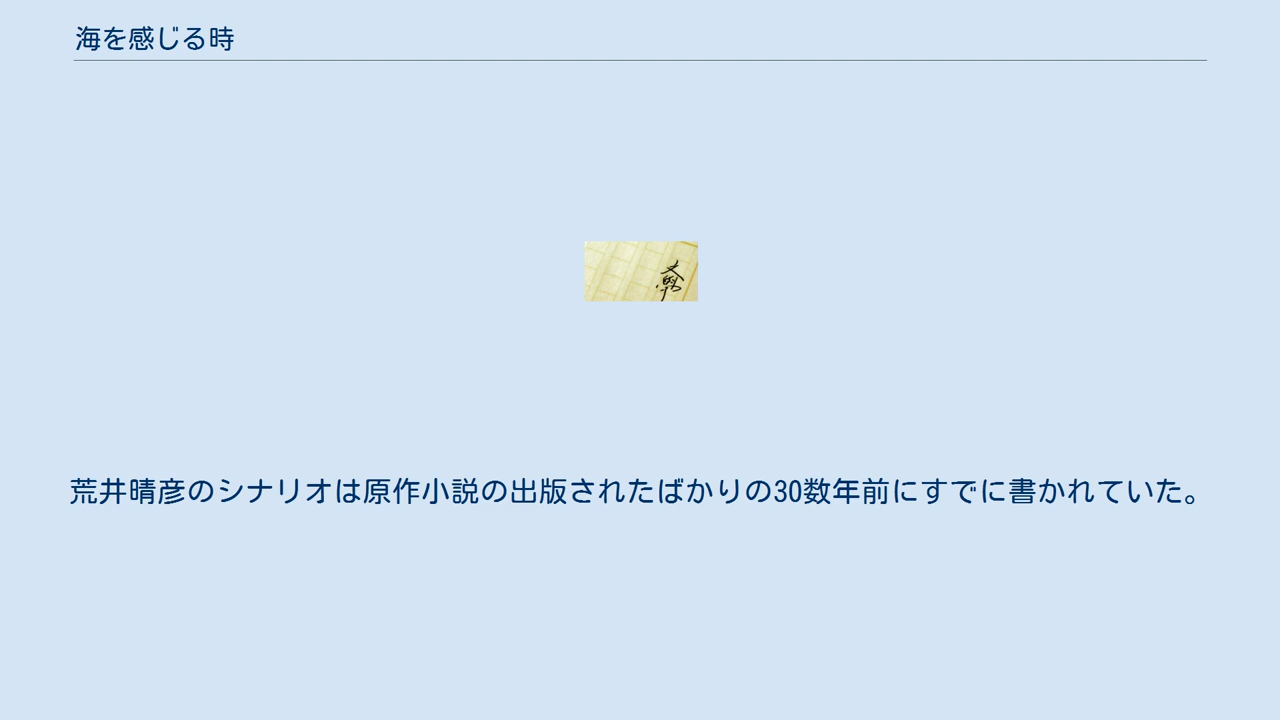 海を感じる時
荒井晴彦のシナリオは原作小説の出版されたばかりの30数年前にすでに書かれていた。